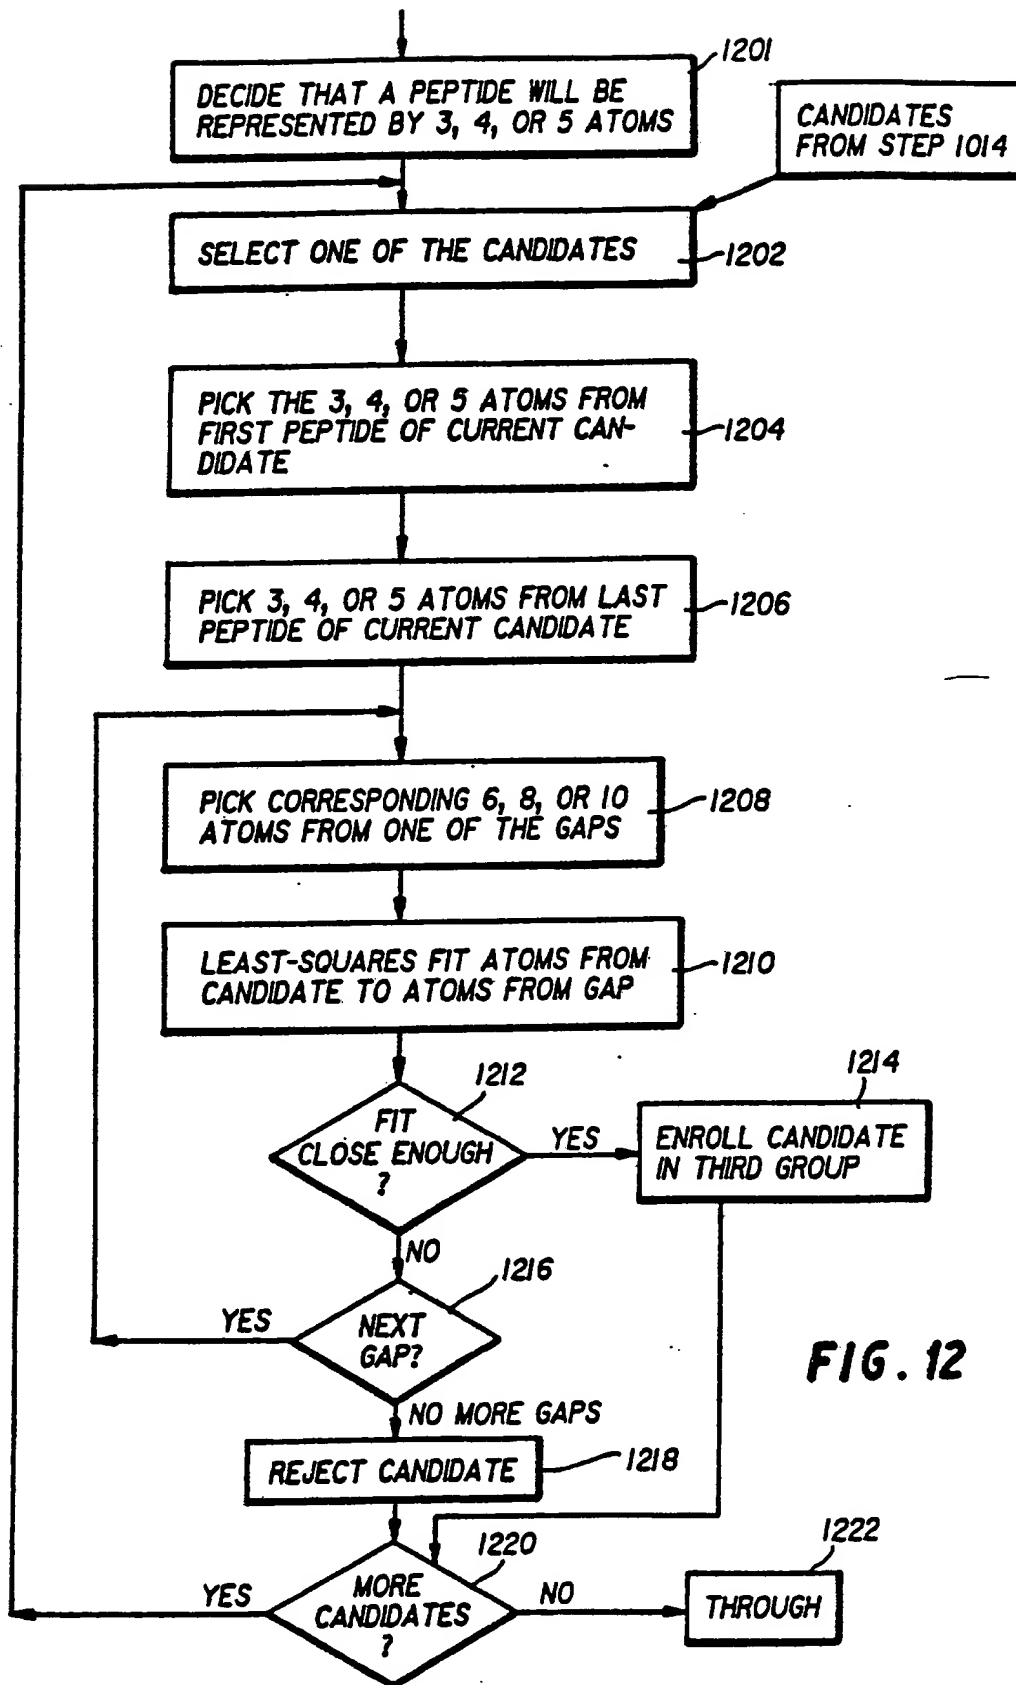 1201
DECIDE THAT A PEPTIDE WILL BE
REPRESENTED BY 3, 4, OR 5 ATOMS
CANDIDATES
FROM STEP 1014
SELECT ONE OF THE CANDIDATES
1202
PICK THE 3, 4, OR 5 ATOMS FROM
FIRST PEPTIDE OF CURRENT CAN-
DIDATE
1204
PICK 3, 4, OR 5 ATOMS FROM LAST
PEPTIDE OF CURRENT CANDIDATE
1206
PICK CORRESPONDING 6, 8, OR 10
ATOMS FROM ONE OF THE GAPS
1208
LEAST-SQUARES FIT ATOMS FROM
CANDIDATE TO ATOMS FROM GAP
1210
1212
FIT
CLOSE ENOUGH
?
YES
1214
ENROLL CANDIDATE
IN THIRD GROUP
NO
1216
NEXT
GAP?
YES
FIG. 12
NO MORE GAPS
REJECT CANDIDATE
1218
1220
MORE
CANDIDATES
?
YES
NO
1222
THROUGH